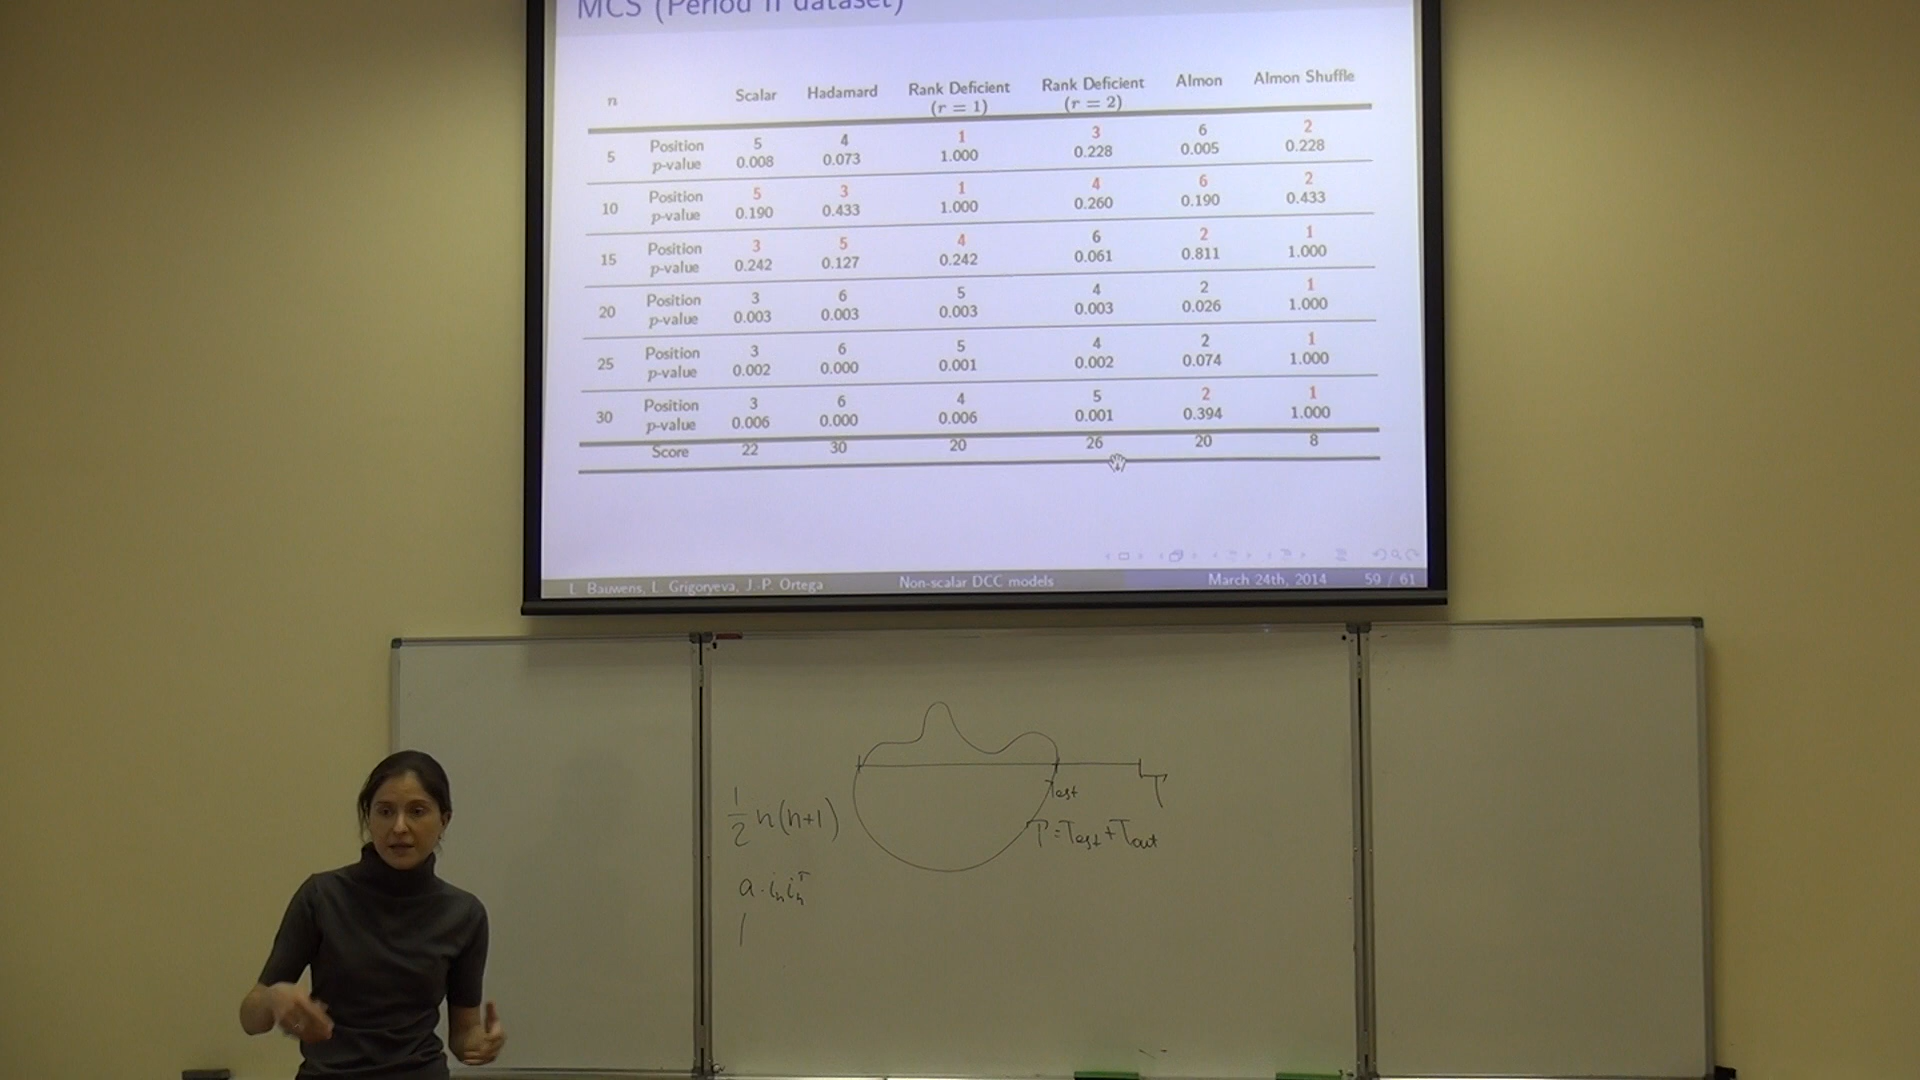 MCS (Period II dataset)
n Scalar Hadamard Rank Deficient (r = 1) Rank Deficient (r = 2) Almon Almon Shuffle
5 Position 5 4 1 3 6 2
p-value 0.008 0.073 1.000 0.228 0.005 0.228
10 Position 5 3 1 4 6 2
p-value 0.190 0.433 1.000 0.260 0.190 0.433
15 Position 3 5 4 6 2 1
p-value 0.242 0.127 0.242 0.061 0.811 1.000
20 Position 3 6 5 4 2 1
p-value 0.003 0.003 0.003 0.003 0.026 1.000
25 Position 3 6 5 4 2 1
p-value 0.002 0.000 0.001 0.002 0.074 1.000
30 Position 3 6 4 5 2 1
p-value 0.006 0.000 0.006 0.001 0.394 1.000
Score 22 30 20 26 20 8
L. Bauwens, L. Grigoryeva, J.-P. Ortega Non-scalar DCC models March 24th, 2014 59 / 61
Test T
1/2 n(n+1)
T=Test+Tout
a·iₙiₙᵀ